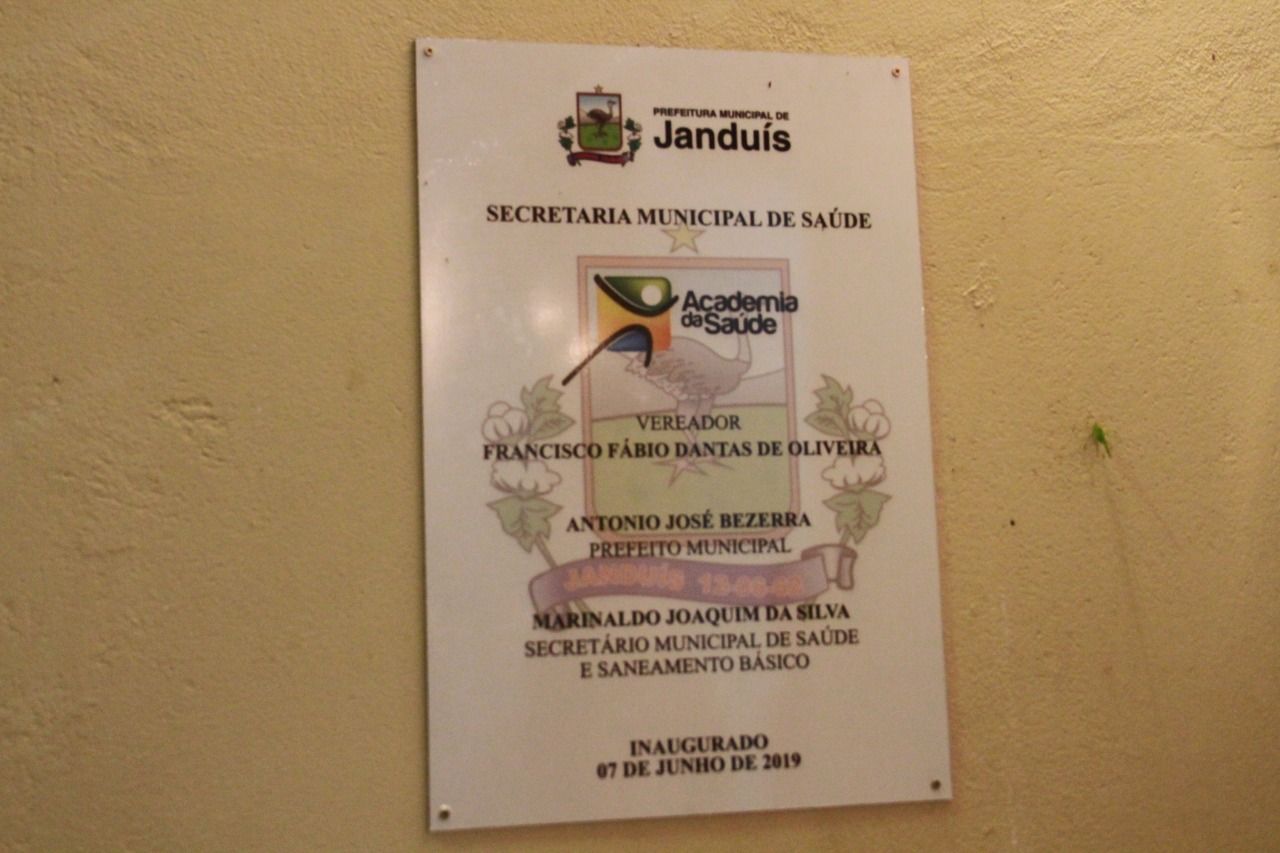 PREFEITURA MUNICIPAL DE
Janduís
SECRETARIA MUNICIPAL DE SAÚDE
Academia
da Saúde
VEREADOR
FRANCISCO FÁBIO DANTAS DE OLIVEIRA
ANTONIO JOSÉ BEZERRA
PREFEITO MUNICIPAL
JANDUÍS
MARINALDO JOAQUIM DA SILVA
SECRETÁRIO MUNICIPAL DE SAÚDE
E SANEAMENTO BÁSICO
INAUGURADO
07 DE JUNHO DE 2019